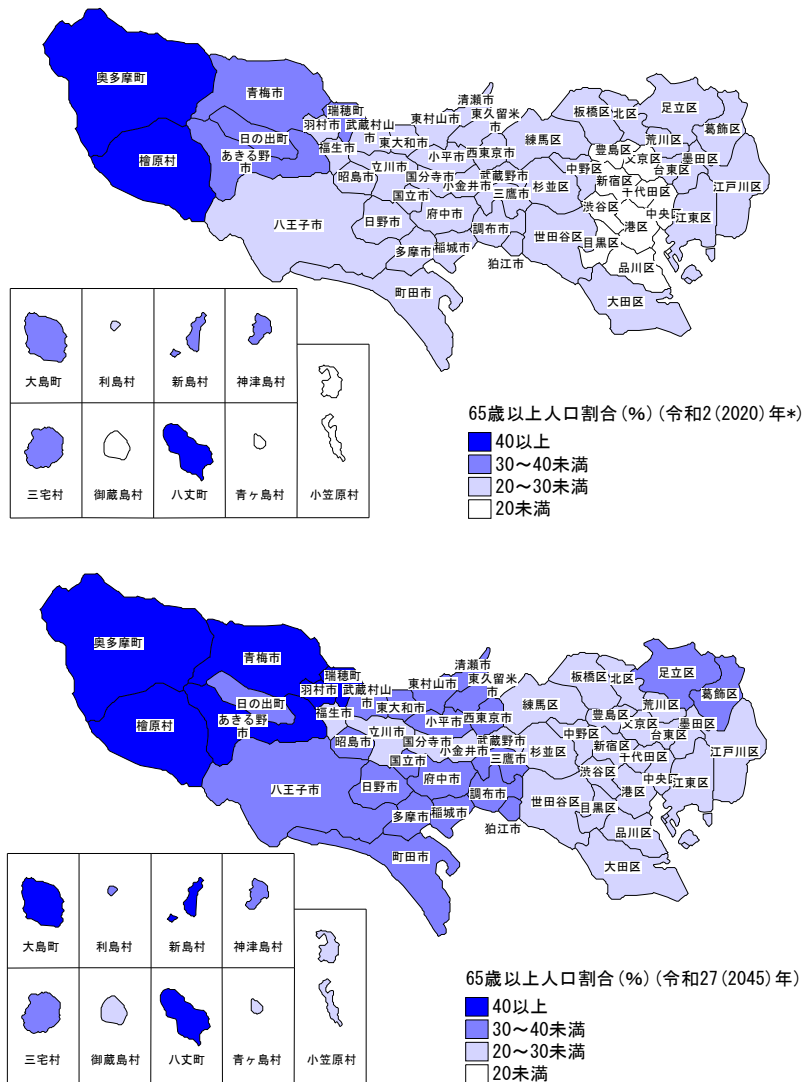 奥多摩町
青梅市
瑞穂町
羽村市
武蔵村山市
日の出町
あきる野市
檜原村
福生市
昭島市
立川市
東大和市
東村山市
清瀬市
東久留米市
小平市
西東京市
国分寺市
小金井市
武蔵野市
三鷹市
国立市
府中市
日野市
八王子市
多摩市
稲城市
調布市
狛江市
町田市
練馬区
板橋区
北区
足立区
葛飾区
荒川区
豊島区
文京区
墨田区
台東区
中野区
新宿区
千代田区
杉並区
江戸川区
渋谷区
中央区
港区
江東区
世田谷区
目黒区
品川区
大田区
大島町
利島村
新島村
神津島村
三宅村
御蔵島村
八丈町
青ヶ島村
小笠原村
65歳以上人口割合(%)(令和2(2020)年*)
40以上
30～40未満
20～30未満
20未満
奥多摩町
青梅市
瑞穂町
羽村市
武蔵村山市
日の出町
あきる野市
檜原村
福生市
昭島市
立川市
東大和市
東村山市
清瀬市
東久留米市
小平市
西東京市
国分寺市
小金井市
武蔵野市
三鷹市
国立市
府中市
日野市
八王子市
多摩市
稲城市
調布市
狛江市
町田市
練馬区
板橋区
北区
足立区
葛飾区
荒川区
豊島区
文京区
墨田区
台東区
中野区
新宿区
千代田区
杉並区
江戸川区
渋谷区
中央区
港区
江東区
世田谷区
目黒区
品川区
大田区
大島町
利島村
新島村
神津島村
三宅村
御蔵島村
八丈町
青ヶ島村
小笠原村
65歳以上人口割合(%)(令和27(2045)年)
40以上
30～40未満
20～30未満
20未満